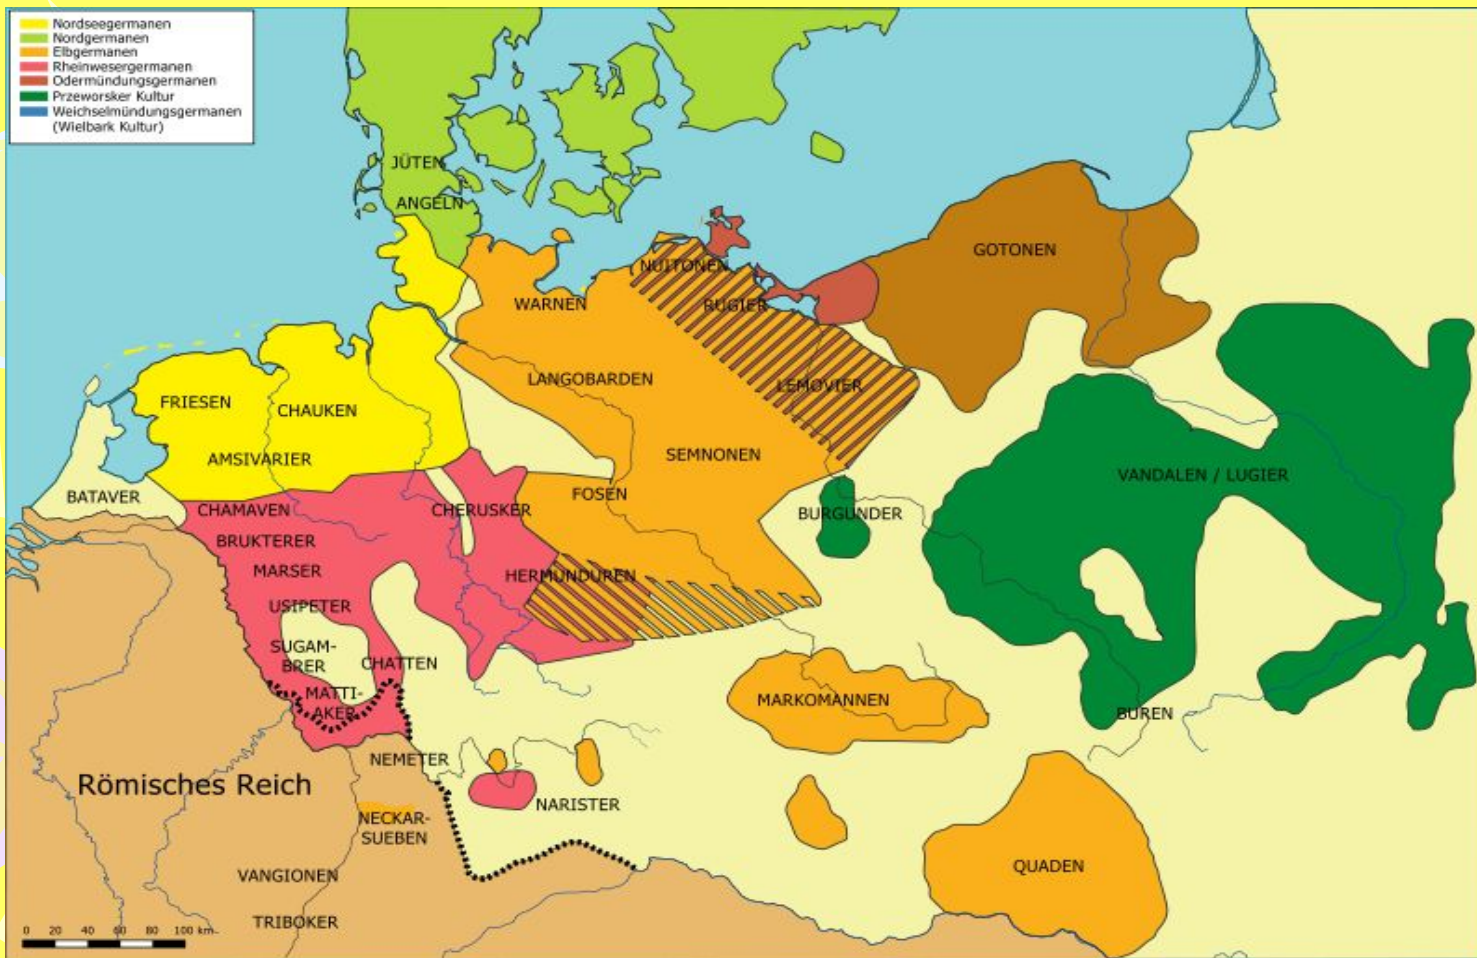 Nordseegermanen
Nordgermanen
Elbgermanen
Rheinwesergermanen
Odermündungsgermanen
Przeworsker Kultur
Weichselmündungsgermanen
(Wielbark Kultur)
JÜTEN
ANGELN
NUITONEN
GOTONEN
WARNEN
RUGIER
LANGOBARDEN
LEMOVIER
FRIESEN
CHAUKEN
AMSIVARIER
SEMNONEN
VANDALEN / LUGIER
BATAVER
FOSEN
CHAMAVEN
CHERUSKER
BURGUNDER
BRUKTERER
MARSER
HERMUNDUREN
USIPETER
SUGAM-
BRER
CHATTEN
MATTI-
AKER
MARKOMANNEN
BUREN
NEMETER
Römisches Reich
NARISTER
NECKAR-
SUEBEN
QUADEN
VANGIONEN
TRIBOKER
0 20 40 60 80 100 km